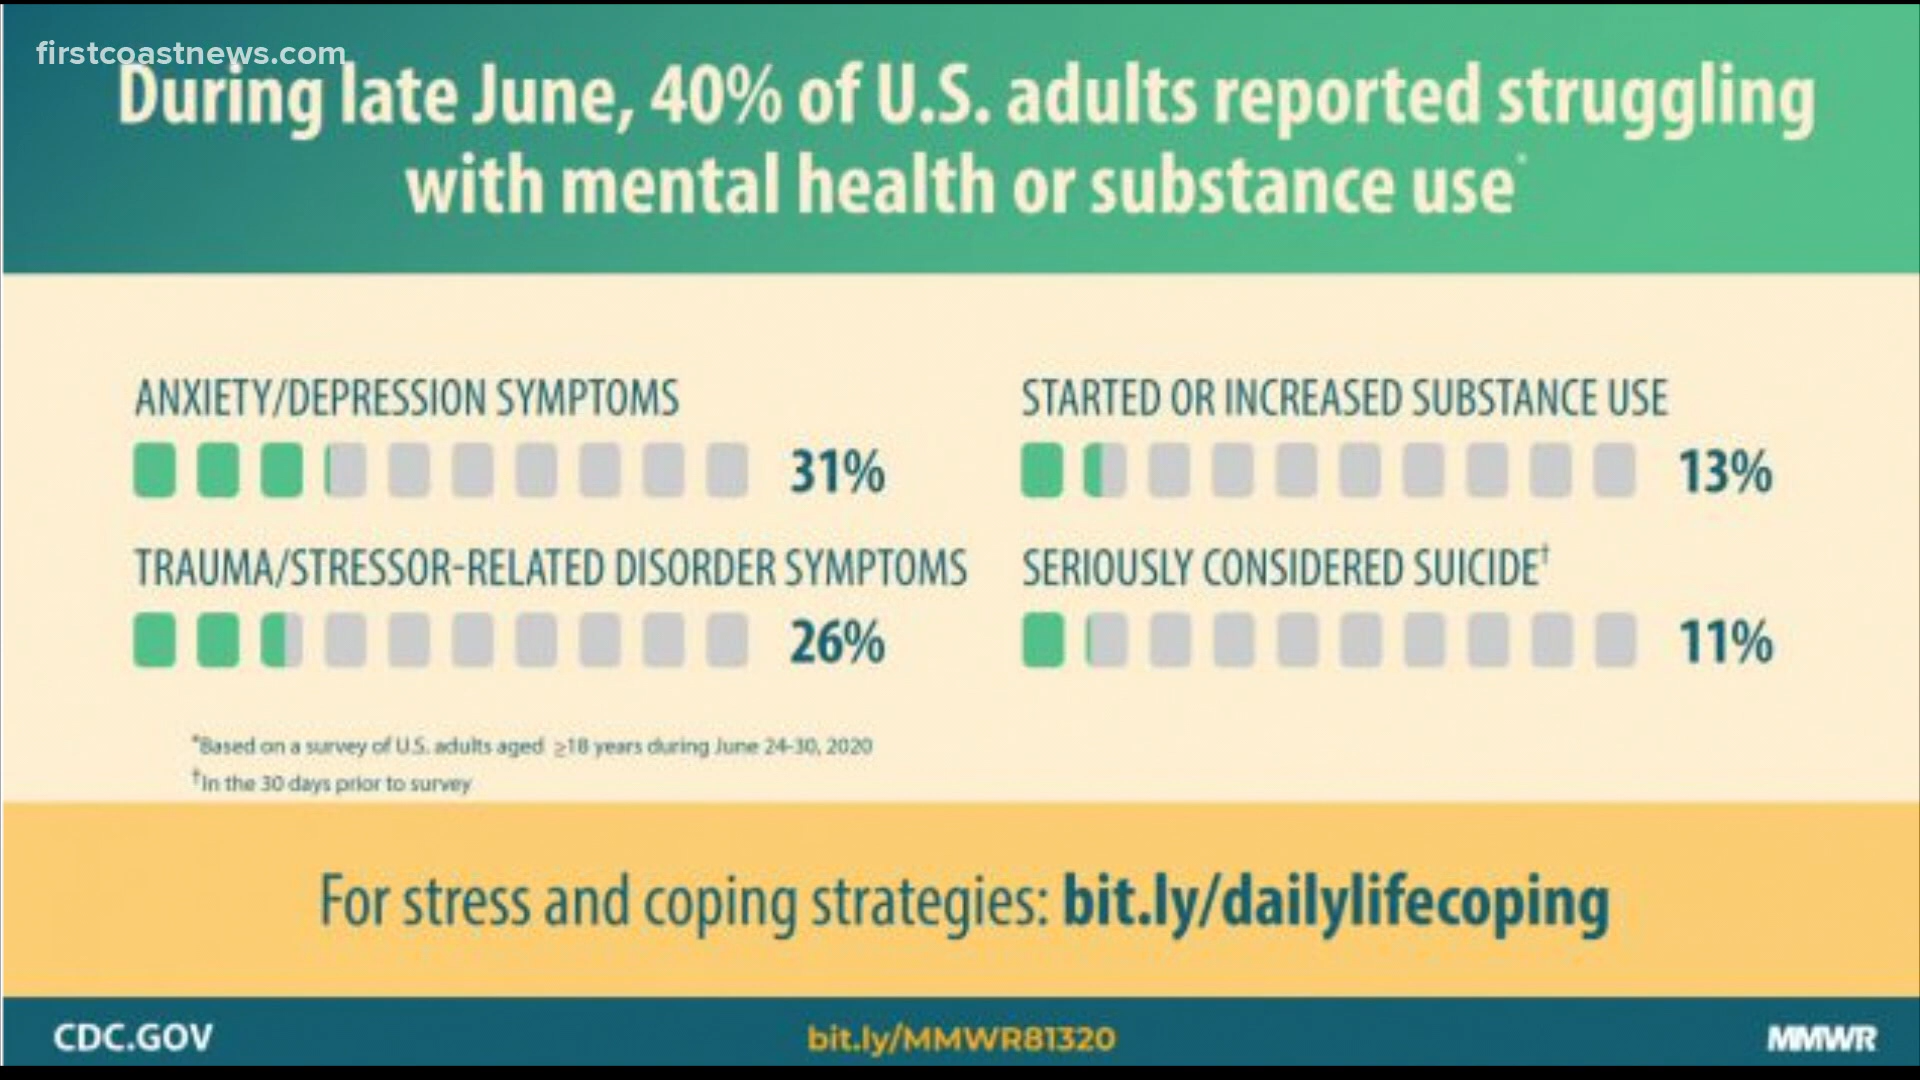 firstcoastnews.com
During late June, 40% of U.S. adults reported struggling
with mental health or substance use*
ANXIETY/DEPRESSION SYMPTOMS
31%
TRAUMA/STRESSOR-RELATED DISORDER SYMPTOMS
26%
STARTED OR INCREASED SUBSTANCE USE
13%
SERIOUSLY CONSIDERED SUICIDE†
11%
*Based on a survey of U.S. adults aged ≥18 years during June 24-30, 2020
†In the 30 days prior to survey
For stress and coping strategies: bit.ly/dailylifecoping
CDC.GOV
bit.ly/MMWR81320
MMWR